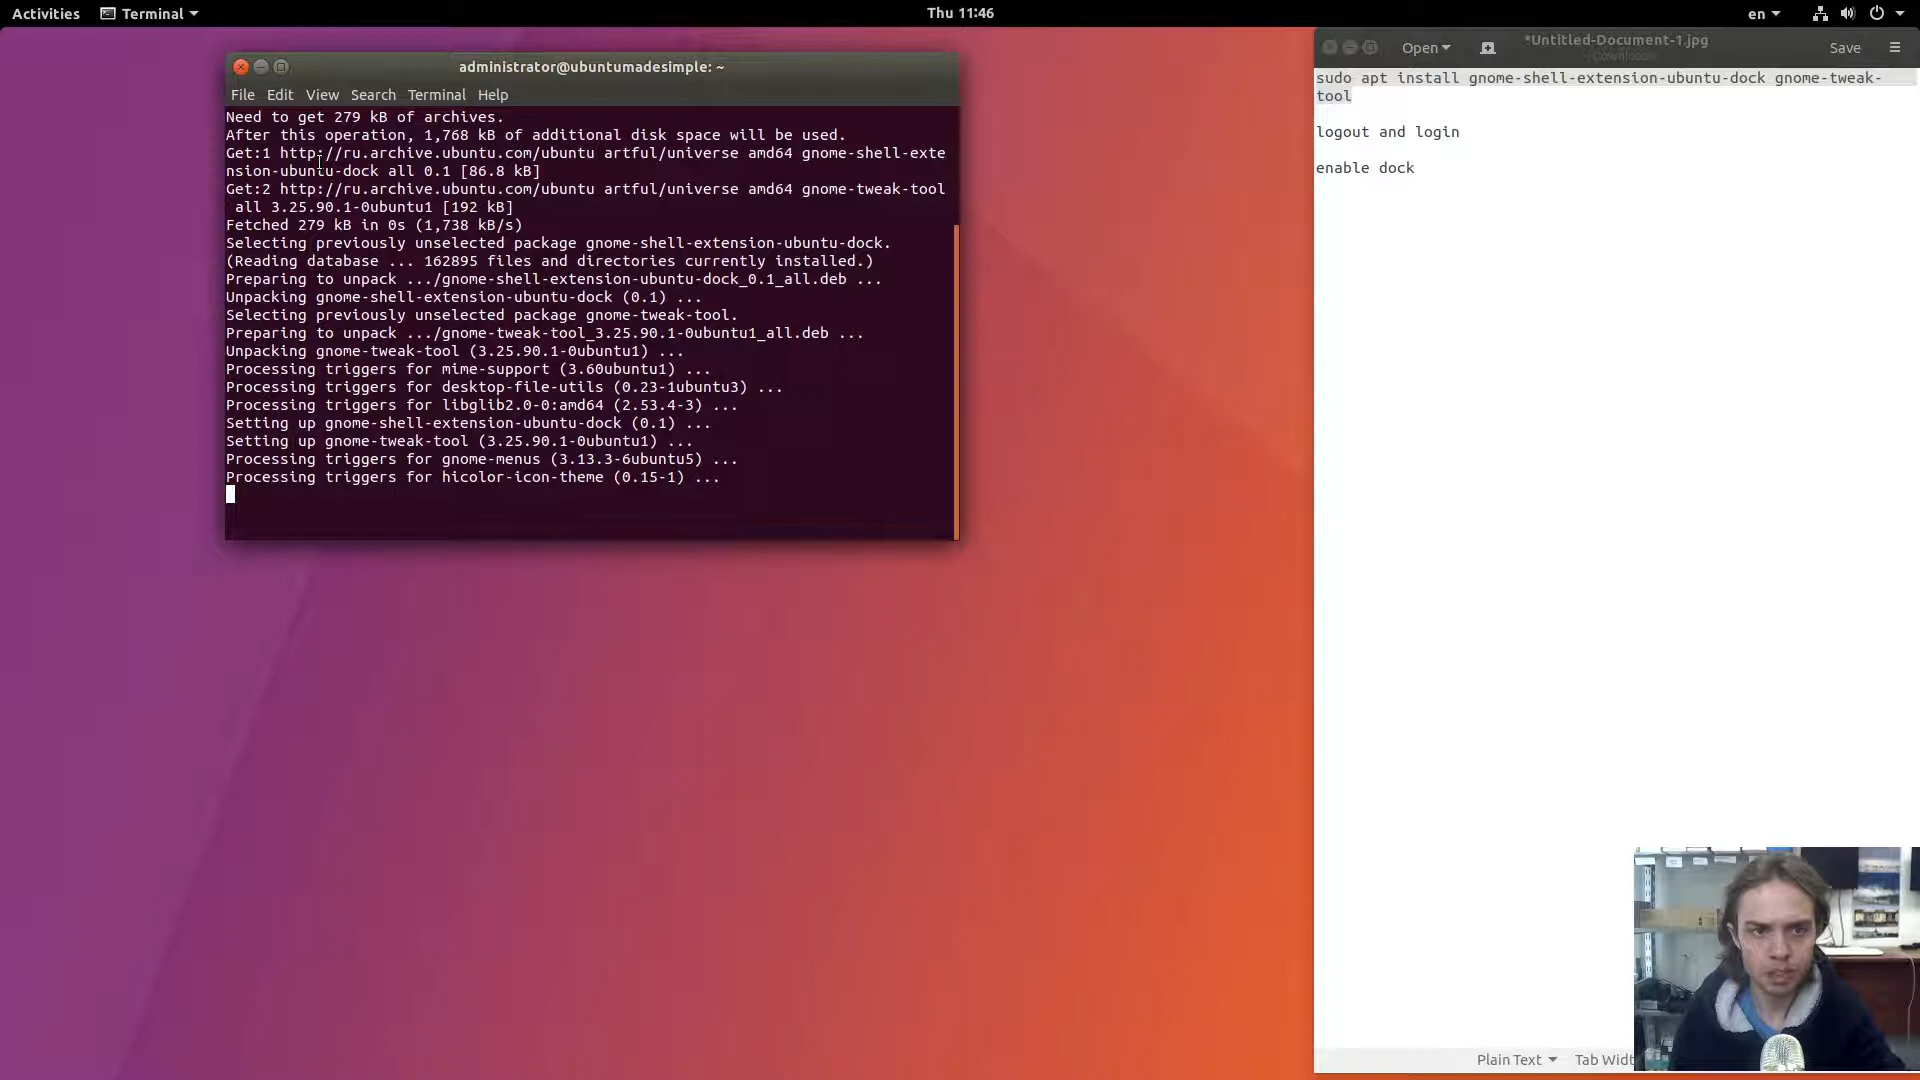 Activities Terminal Thu 11:46 en
administrator@ubuntumadesimple: ~
File Edit View Search Terminal Help
Need to get 279 kB of archives.
After this operation, 1,768 kB of additional disk space will be used.
Get:1 http://ru.archive.ubuntu.com/ubuntu artful/universe amd64 gnome-shell-exte
nsion-ubuntu-dock all 0.1 [86.8 kB]
Get:2 http://ru.archive.ubuntu.com/ubuntu artful/universe amd64 gnome-tweak-tool
all 3.25.90.1-0ubuntu1 [192 kB]
Fetched 279 kB in 0s (1,738 kB/s)
Selecting previously unselected package gnome-shell-extension-ubuntu-dock.
(Reading database ... 162895 files and directories currently installed.)
Preparing to unpack .../gnome-shell-extension-ubuntu-dock_0.1_all.deb ...
Unpacking gnome-shell-extension-ubuntu-dock (0.1) ...
Selecting previously unselected package gnome-tweak-tool.
Preparing to unpack .../gnome-tweak-tool_3.25.90.1-0ubuntu1_all.deb ...
Unpacking gnome-tweak-tool (3.25.90.1-0ubuntu1) ...
Processing triggers for mime-support (3.60ubuntu1) ...
Processing triggers for desktop-file-utils (0.23-1ubuntu3) ...
Processing triggers for libglib2.0-0:amd64 (2.53.4-3) ...
Setting up gnome-shell-extension-ubuntu-dock (0.1) ...
Setting up gnome-tweak-tool (3.25.90.1-0ubuntu1) ...
Processing triggers for gnome-menus (3.13.3-6ubuntu5) ...
Processing triggers for hicolor-icon-theme (0.15-1) ...
Open *Untitled-Document-1.jpg Save
~/Downloads
sudo apt install gnome-shell-extension-ubuntu-dock gnome-tweak-
tool
logout and login
enable dock
Plain Text Tab Widt